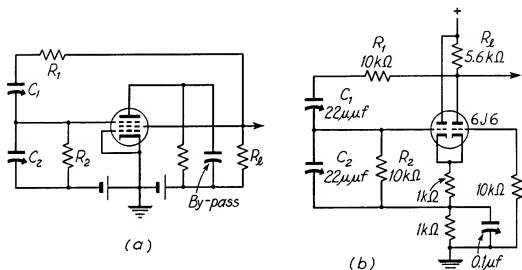 R1
C1
C2
R2
Rℓ
By-pass
(a)
+
Rℓ
5.6kΩ
R1
10kΩ
C1
22μμf
6J6
C2
22μμf
R2
10kΩ
1kΩ
10kΩ
1kΩ
0.1μf
(b)